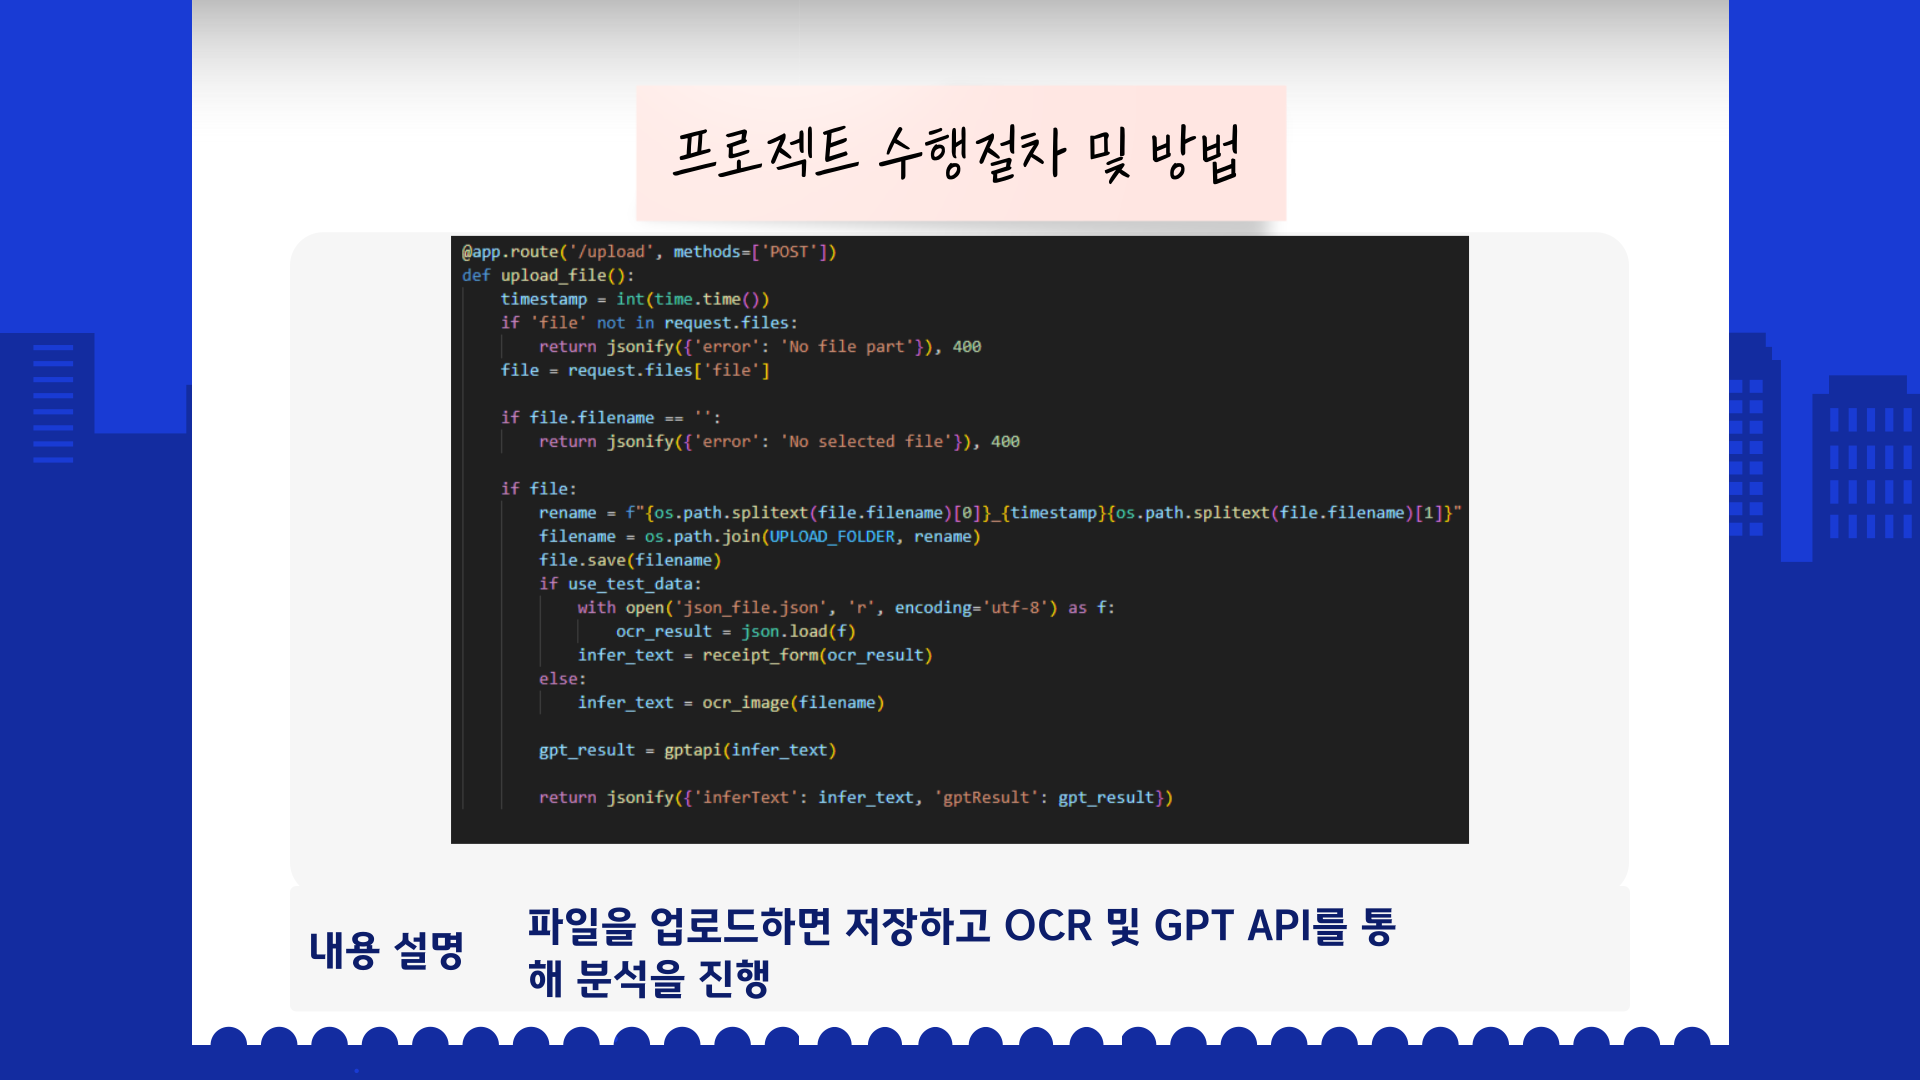 프로젝트 수행절차 및 방법
@app.route('/upload', methods=['POST'])
def upload_file():
    timestamp = int(time.time())
    if 'file' not in request.files:
        return jsonify({'error': 'No file part'}), 400
    file = request.files['file']
    if file.filename == '':
        return jsonify({'error': 'No selected file'}), 400
    if file:
        rename = f"{os.path.splitext(file.filename)[0]}_{timestamp}{os.path.splitext(file.filename)[1]}"
        filename = os.path.join(UPLOAD_FOLDER, rename)
        file.save(filename)
        if use_test_data:
            with open('json_file.json', 'r', encoding='utf-8') as f:
                ocr_result = json.load(f)
            infer_text = receipt_form(ocr_result)
        else:
            infer_text = ocr_image(filename)
        gpt_result = gptapi(infer_text)
        return jsonify({'inferText': infer_text, 'gptResult': gpt_result})
내용 설명
파일을 업로드하면 저장하고 OCR 및 GPT API를 통
해 분석을 진행